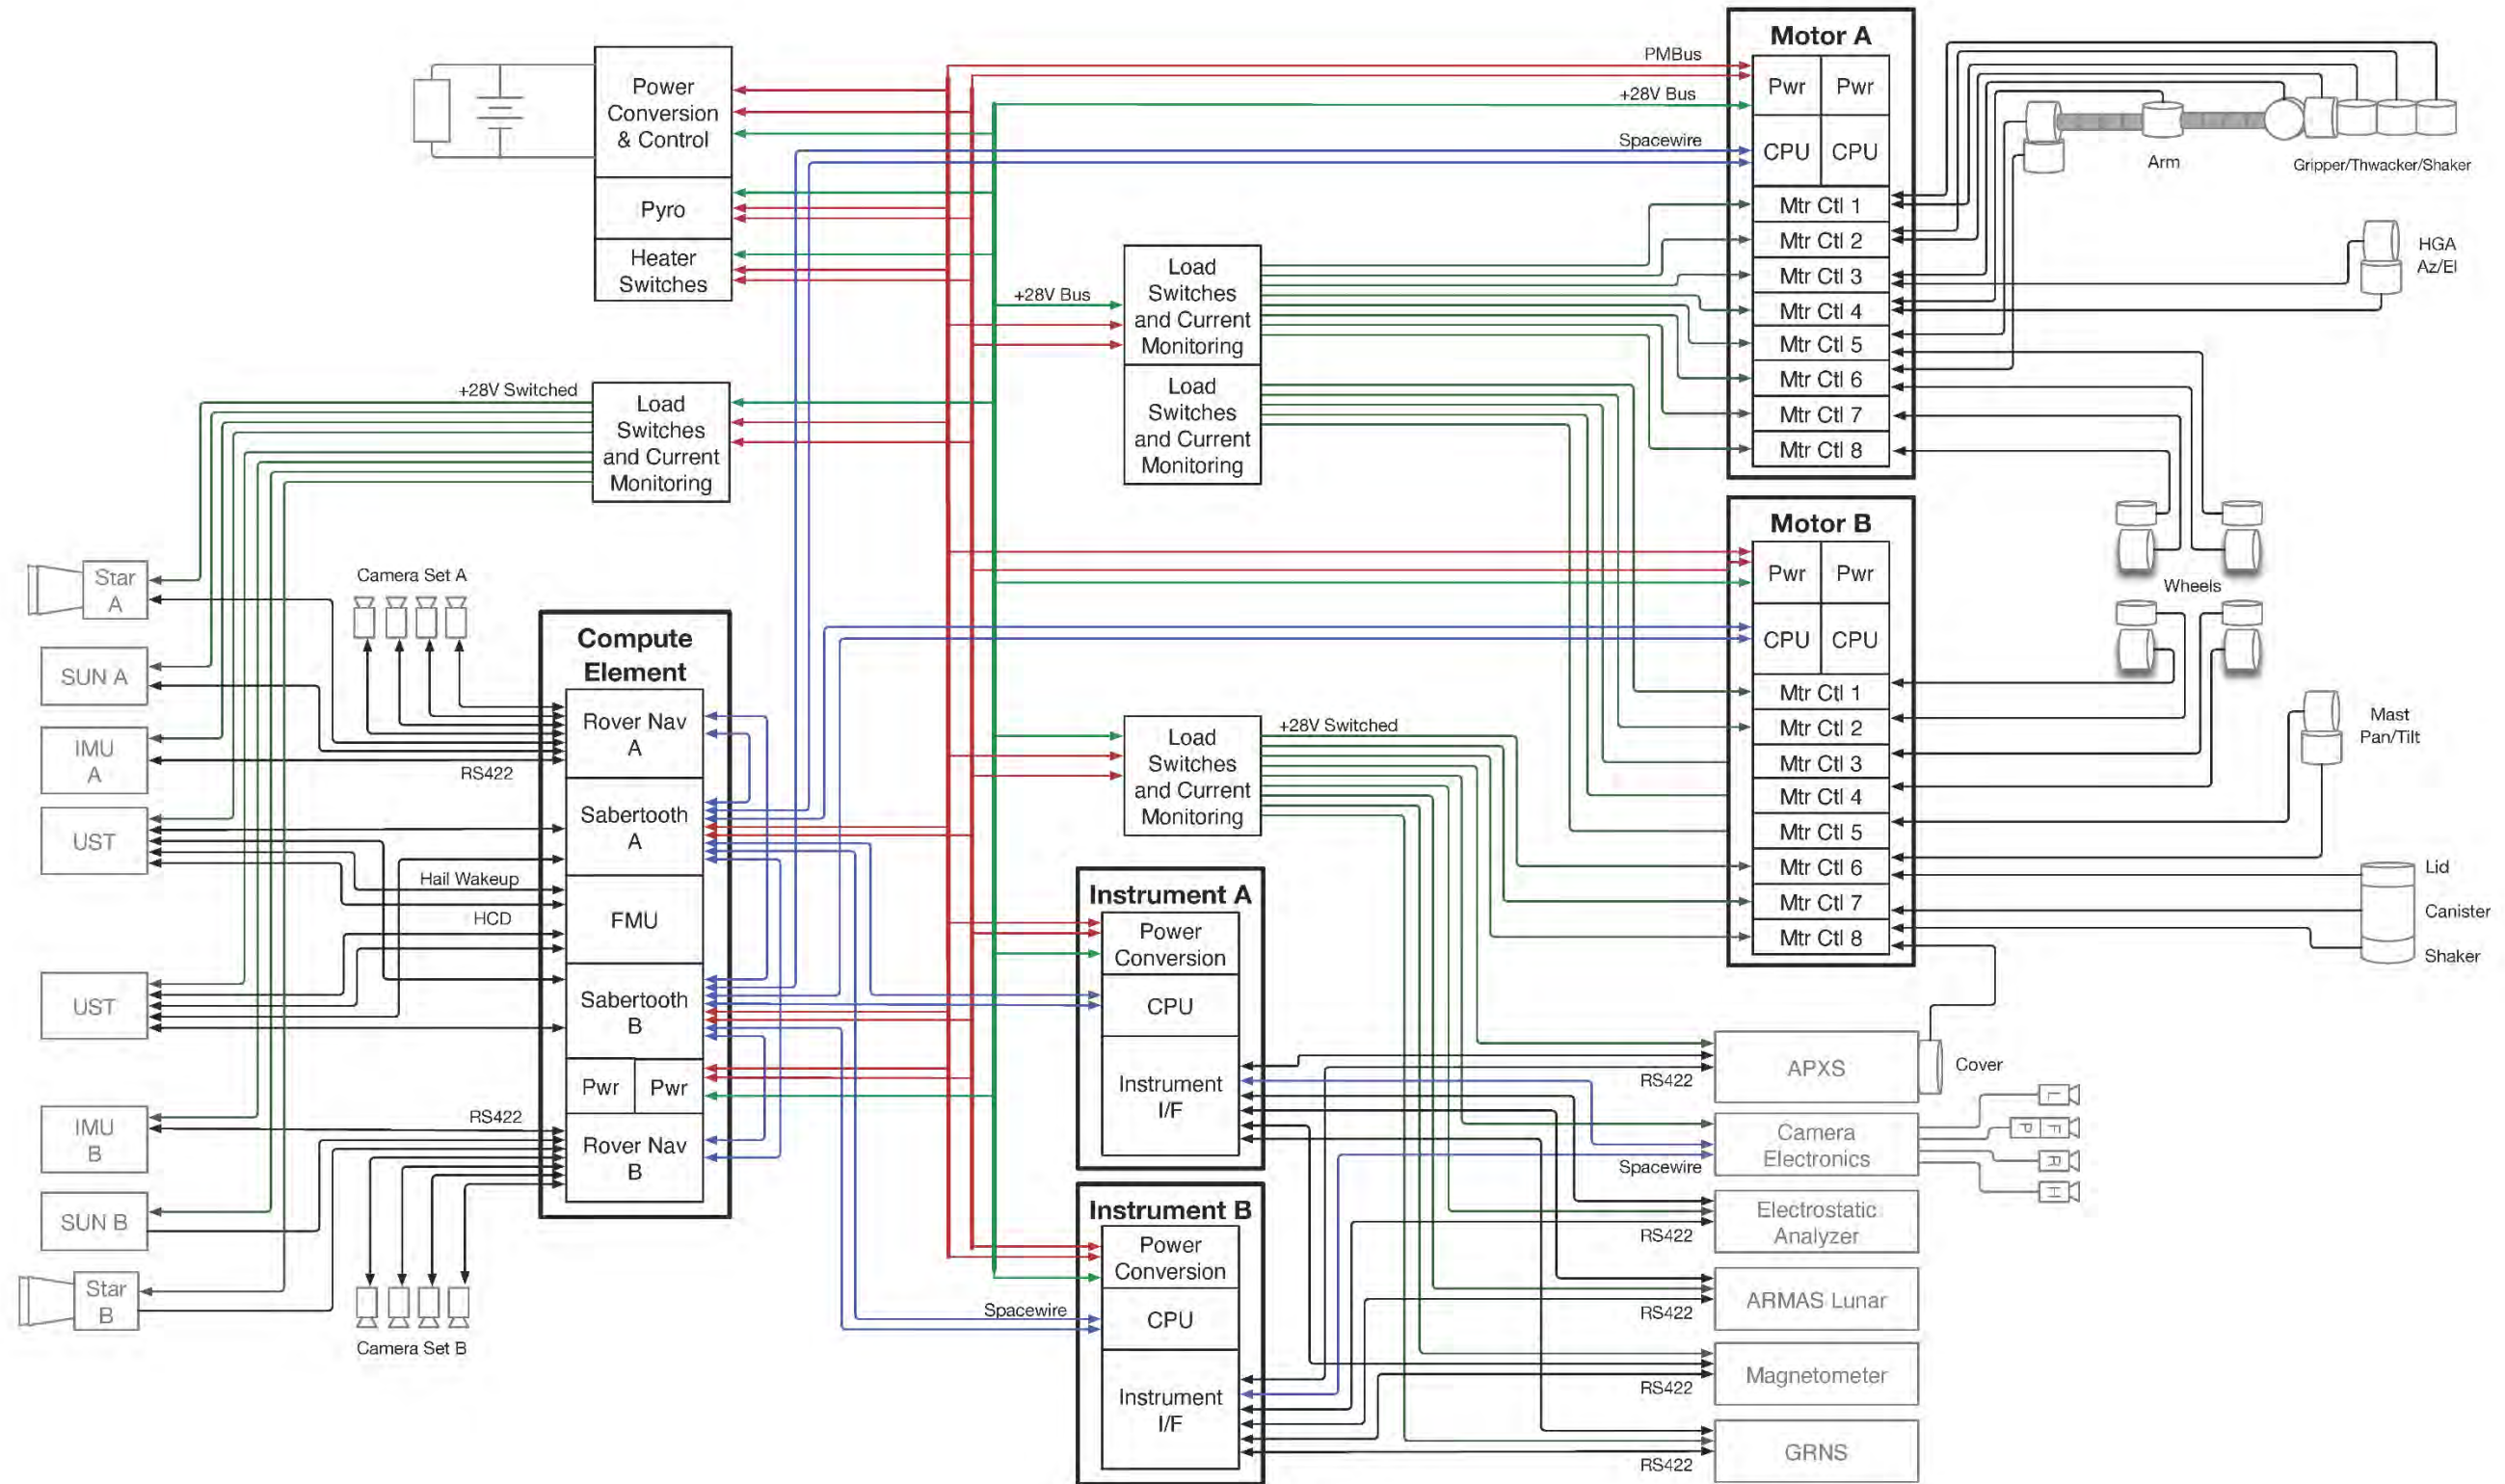 Power
Conversion
& Control
Pyro
Heater
Switches
PMBus
+28V Bus
Spacewire
Motor A
Pwr
Pwr
CPU
CPU
Mtr Ctl 1
Mtr Ctl 2
Mtr Ctl 3
Mtr Ctl 4
Mtr Ctl 5
Mtr Ctl 6
Mtr Ctl 7
Mtr Ctl 8
Arm
Gripper/Thwacker/Shaker
HGA
Az/El
+28V Bus
Load
Switches
and Current
Monitoring
Load
Switches
and Current
Monitoring
+28V Switched
Load
Switches
and Current
Monitoring
Star
A
SUN A
IMU
A
UST
UST
IMU
B
SUN B
Star
B
Camera Set A
RS422
Hail Wakeup
HCD
RS422
Camera Set B
Compute
Element
Rover Nav
A
Sabertooth
A
FMU
Sabertooth
B
Pwr
Pwr
Rover Nav
B
Motor B
Pwr
Pwr
CPU
CPU
Mtr Ctl 1
Mtr Ctl 2
Mtr Ctl 3
Mtr Ctl 4
Mtr Ctl 5
Mtr Ctl 6
Mtr Ctl 7
Mtr Ctl 8
Wheels
Mast
Pan/Tilt
Lid
Canister
Shaker
Load
Switches
and Current
Monitoring
+28V Switched
Instrument A
Power
Conversion
CPU
Instrument
I/F
Instrument B
Power
Conversion
Spacewire
CPU
Instrument
I/F
APXS
RS422
Cover
Camera
Electronics
Spacewire
L
P F
R
H
Electrostatic
Analyzer
RS422
ARMAS Lunar
RS422
Magnetometer
RS422
GRNS
RS422